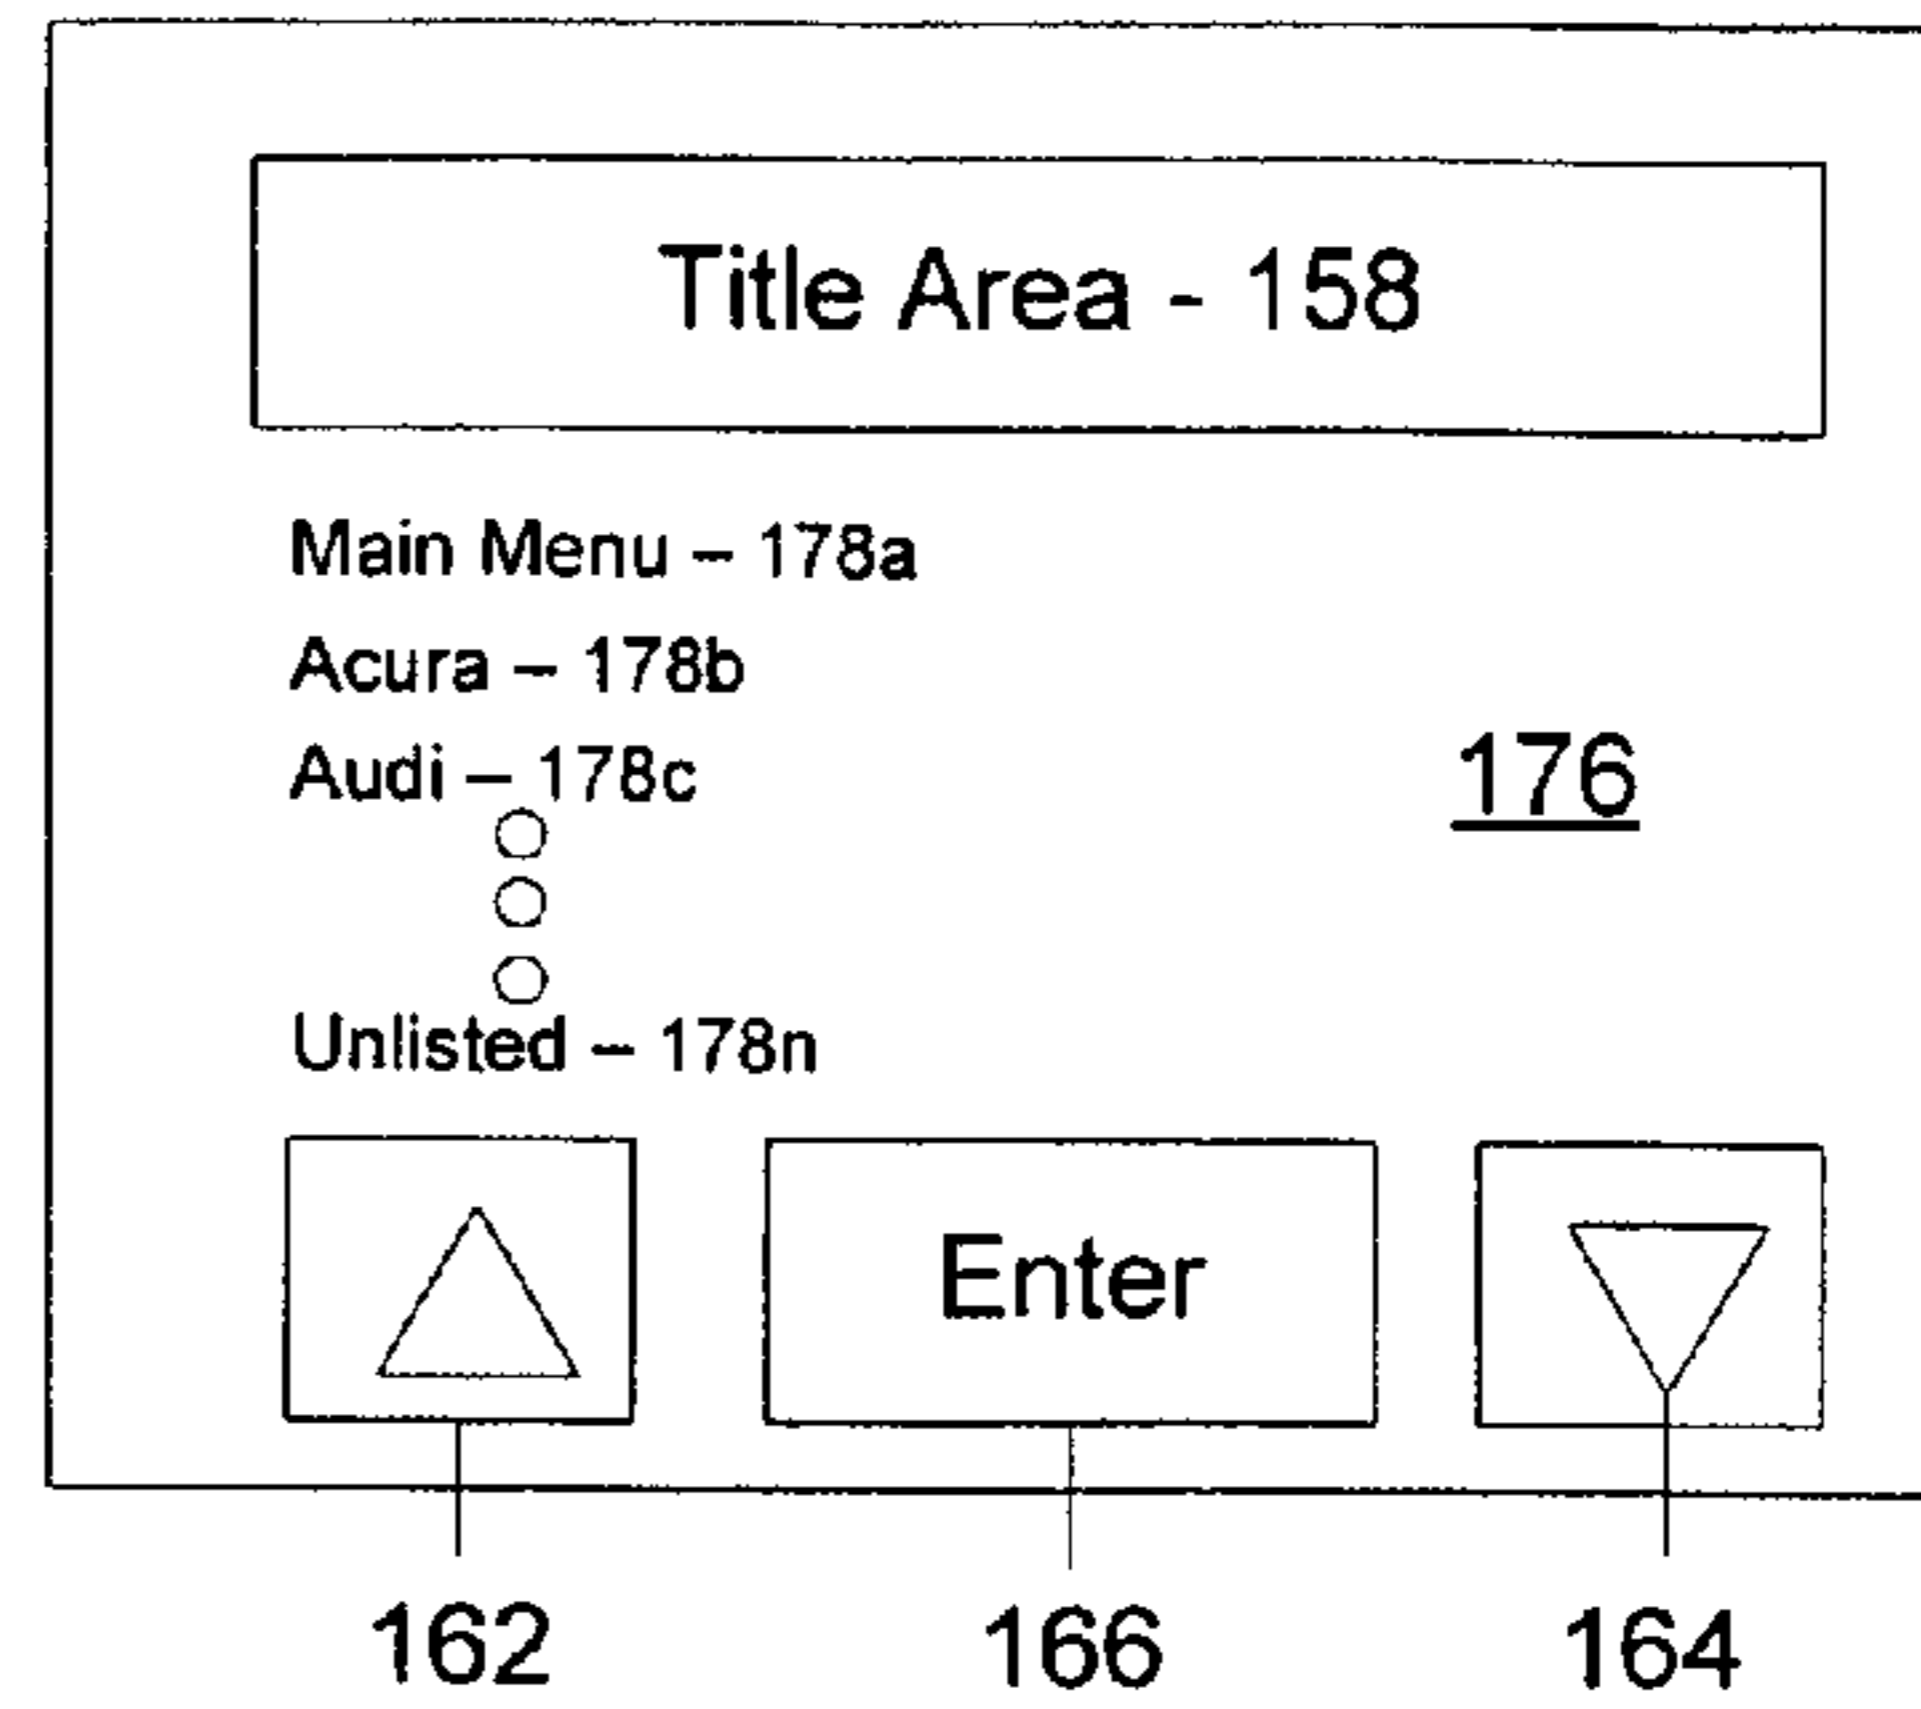 Title Area - 158
Main Menu – 178a
Acura – 178b
Audi – 178c
176
Unlisted – 178n
Enter
162
166
164